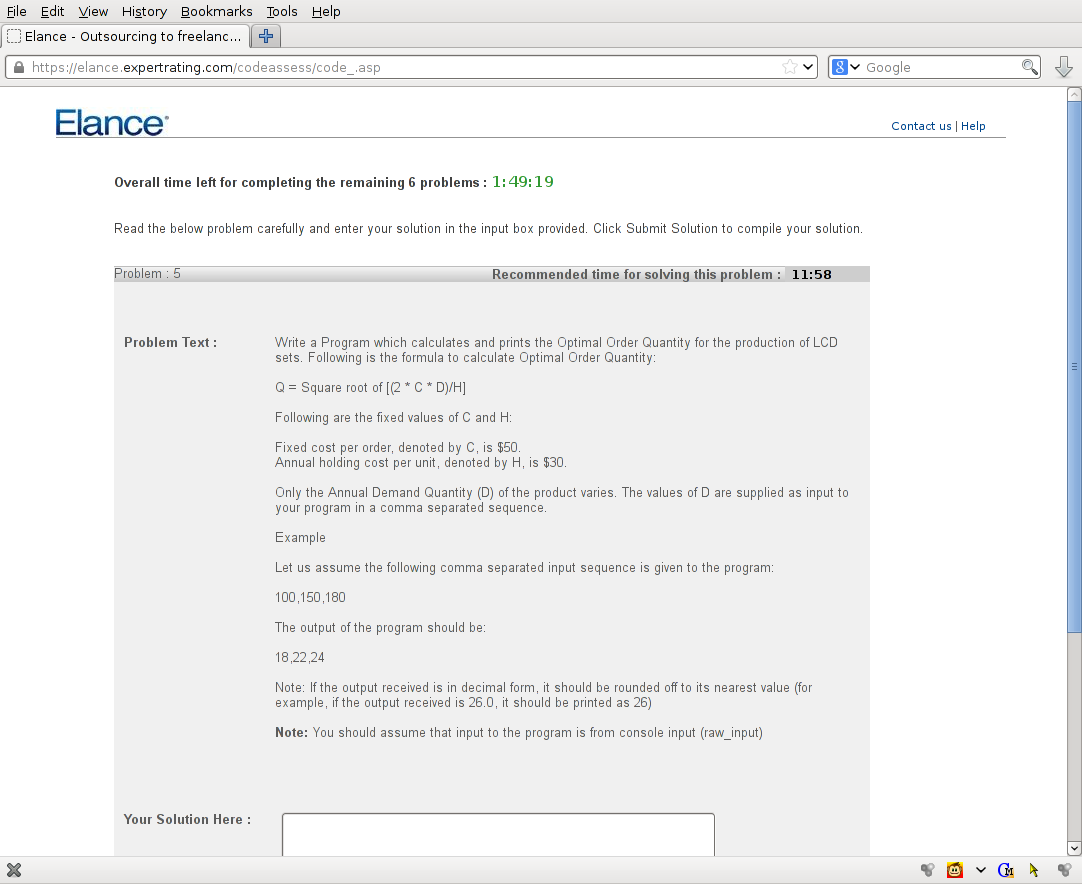 File Edit View History Bookmarks Tools Help
Elance - Outsourcing to freelanc...
https://elance.expertrating.com/codeassess/code_.asp
Google
Elance
Contact us | Help
Overall time left for completing the remaining 6 problems : 1:49:19
Read the below problem carefully and enter your solution in the input box provided. Click Submit Solution to compile your solution.
Problem : 5
Recommended time for solving this problem : 11:58
Problem Text :
Write a Program which calculates and prints the Optimal Order Quantity for the production of LCD
sets. Following is the formula to calculate Optimal Order Quantity:
Q = Square root of [(2 * C * D)/H]
Following are the fixed values of C and H:
Fixed cost per order, denoted by C, is $50.
Annual holding cost per unit, denoted by H, is $30.
Only the Annual Demand Quantity (D) of the product varies. The values of D are supplied as input to
your program in a comma separated sequence.
Example
Let us assume the following comma separated input sequence is given to the program:
100,150,180
The output of the program should be:
18,22,24
Note: If the output received is in decimal form, it should be rounded off to its nearest value (for
example, if the output received is 26.0, it should be printed as 26)
Note: You should assume that input to the program is from console input (raw_input)
Your Solution Here :